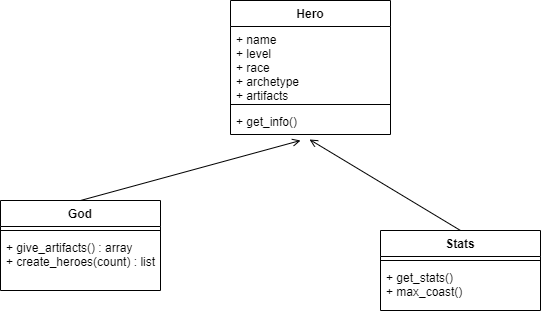 Hero
+ name
+ level
+ race
+ archetype
+ artifacts
+ get_info()
God
+ give_artifacts() : array
+ create_heroes(count) : list
Stats
+ get_stats()
+ max_coast()